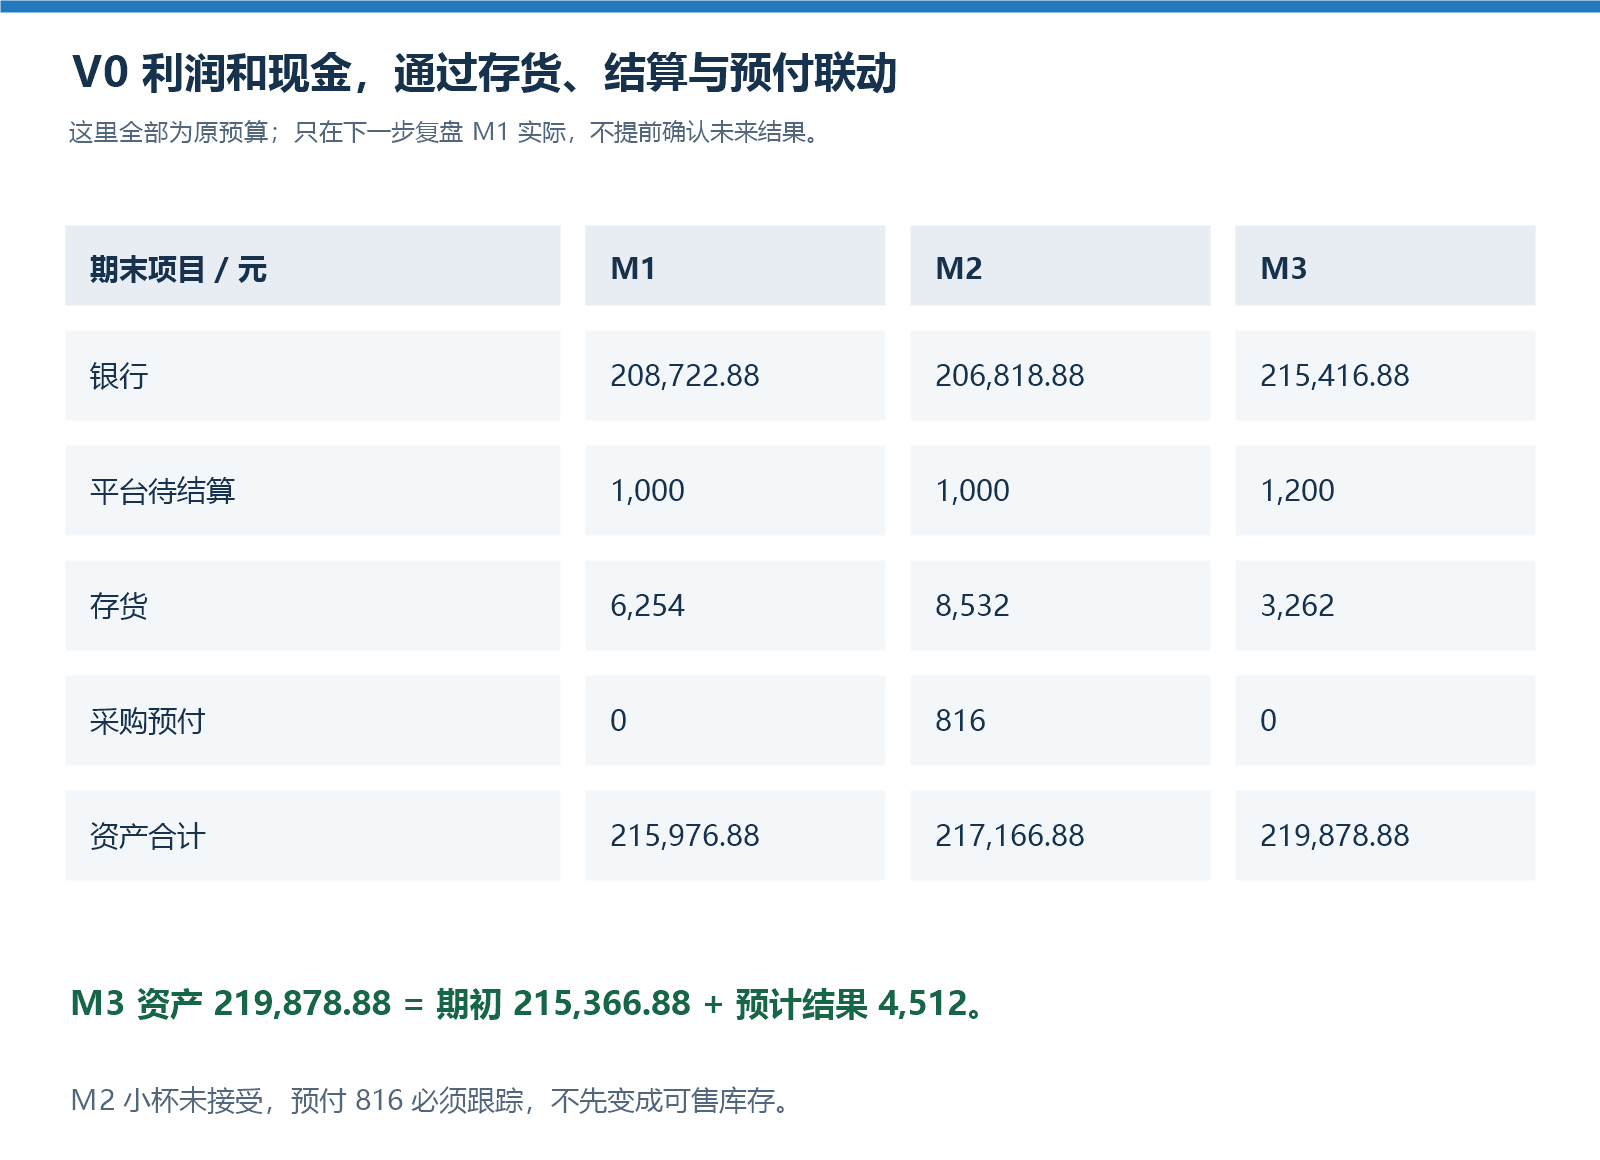 V0 利润和现金，通过存货、结算与预付联动
这里全部为原预算；只在下一步复盘 M1 实际，不提前确认未来结果。
期末项目 / 元 M1 M2 M3
银行 208,722.88 206,818.88 215,416.88
平台待结算 1,000 1,000 1,200
存货 6,254 8,532 3,262
采购预付 0 816 0
资产合计 215,976.88 217,166.88 219,878.88
M3 资产 219,878.88 = 期初 215,366.88 + 预计结果 4,512。
M2 小杯未接受，预付 816 必须跟踪，不先变成可售库存。